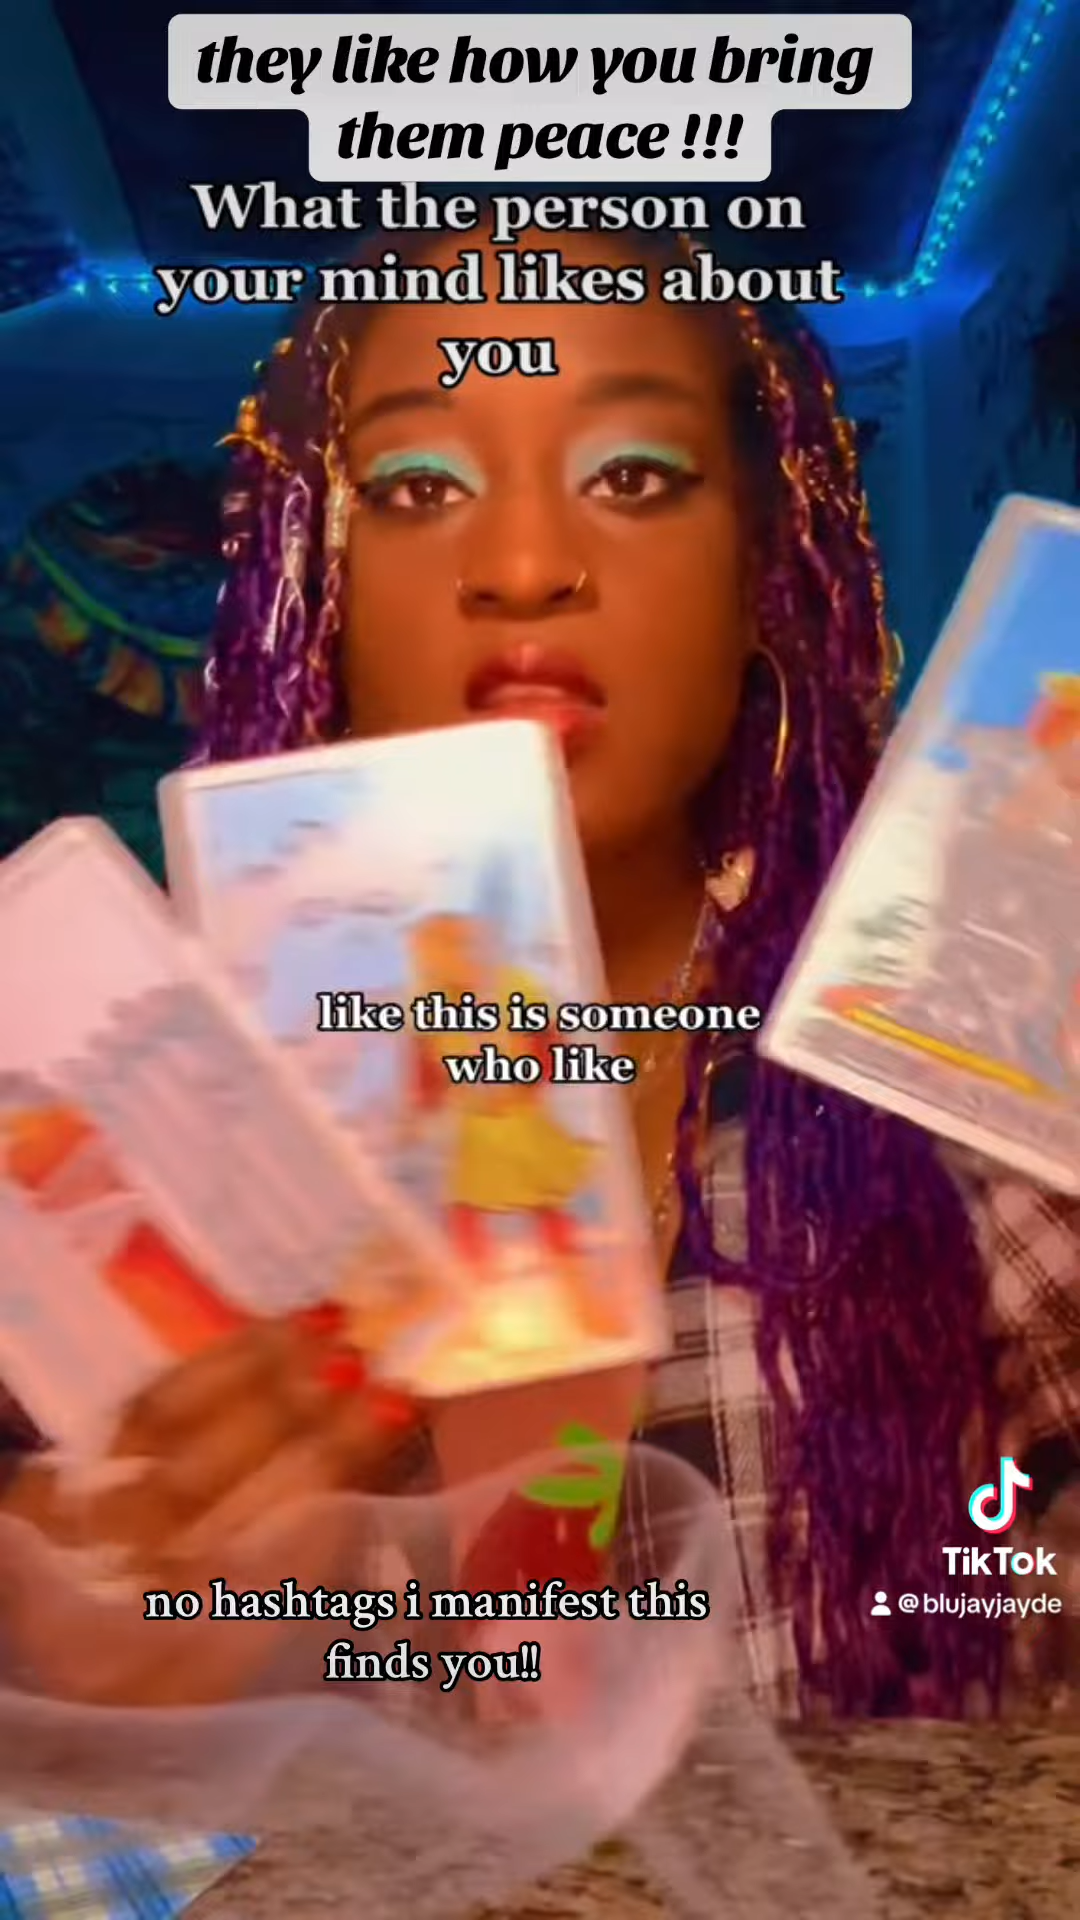 they like how you bring
them peace !!!
What the person on
your mind likes about
you
like this is someone
who like
TikTok
@blujayjayde
no hashtags i manifest this
finds you!!